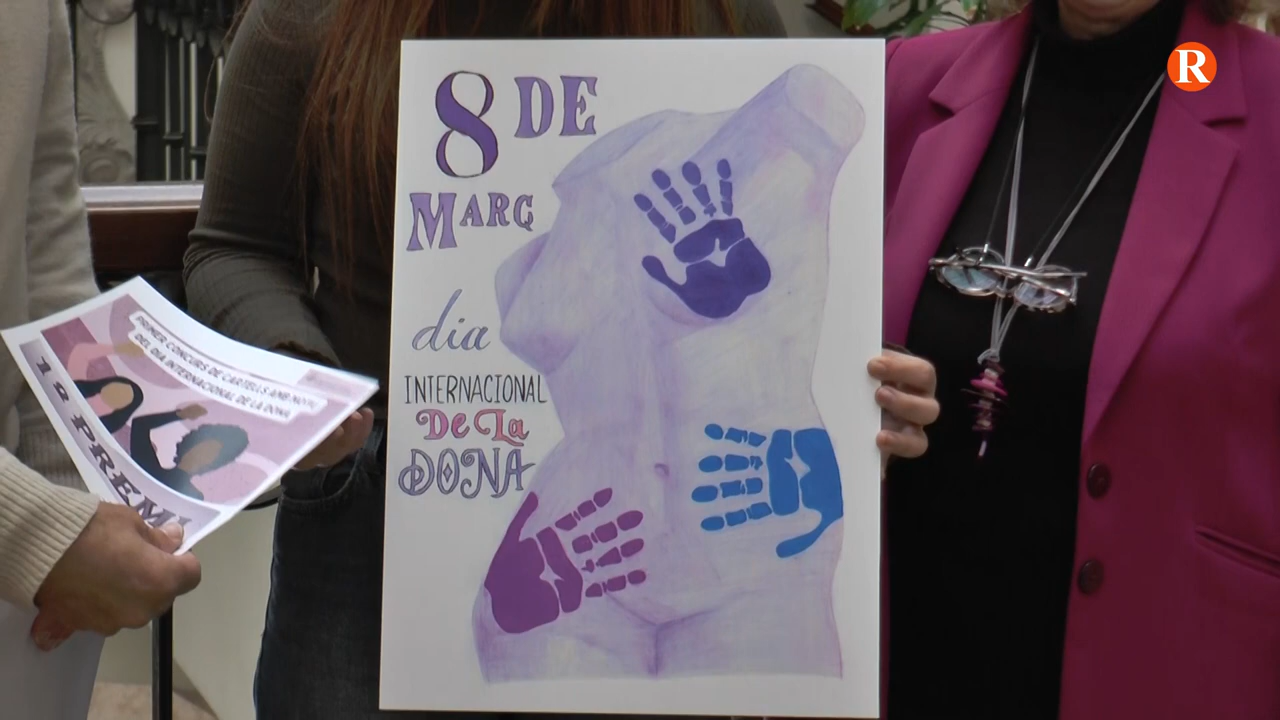 8 DE
MARÇ
dia
INTERNACIONAL
De La
DONA
PRIMER CONCURS DE CARTELLS AMB MOTIU
DEL DIA INTERNACIONAL DE LA DONA
1º PREMI
R